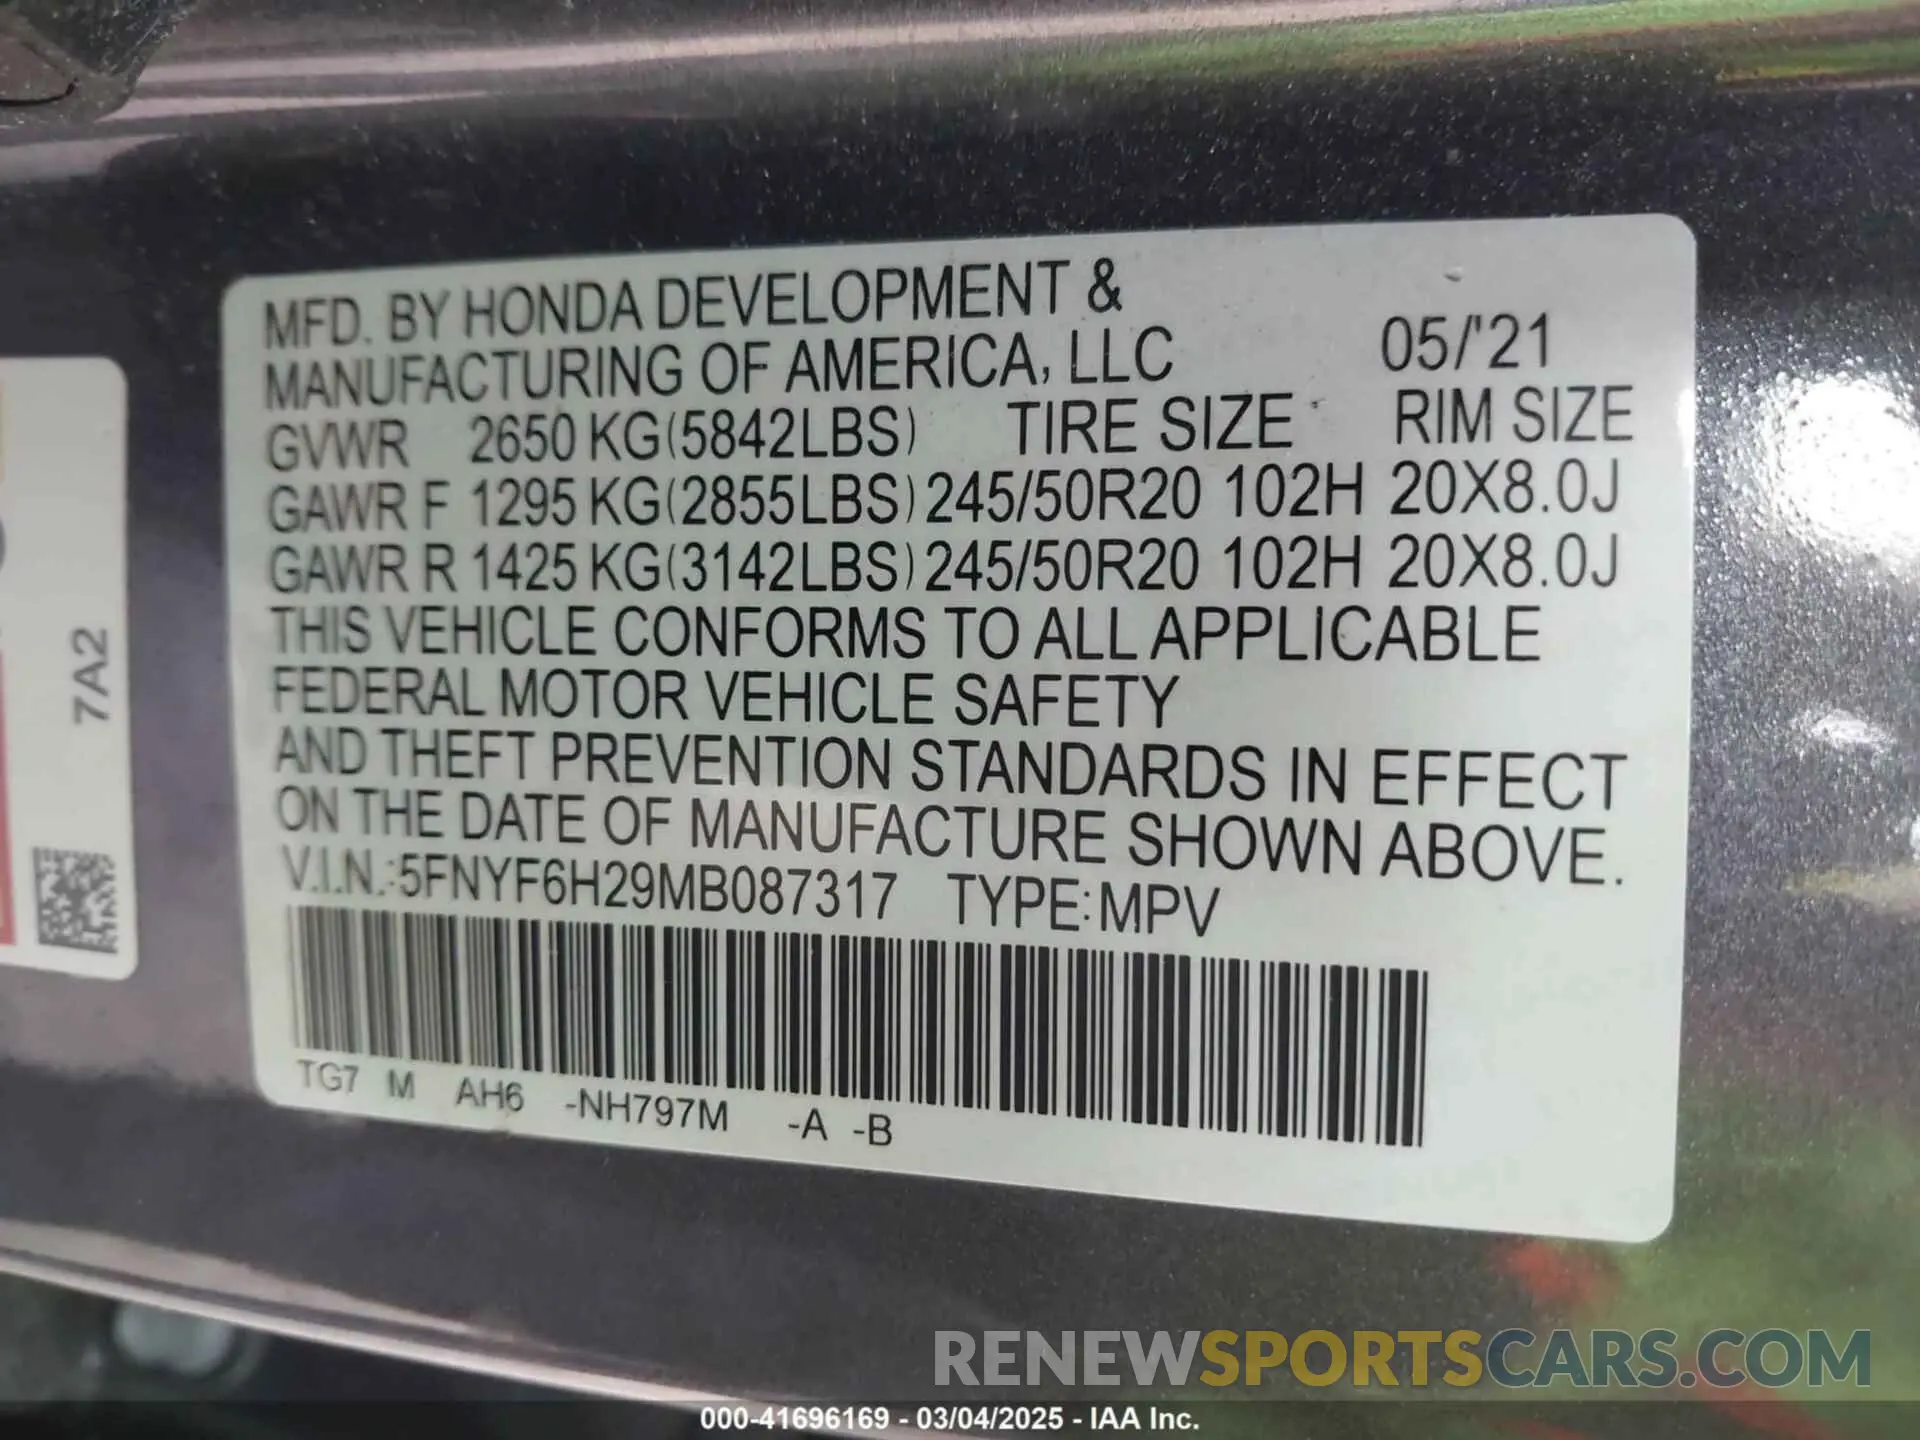 MFD. BY HONDA DEVELOPMENT &
MANUFACTURING OF AMERICA, LLC 05/'21
GVWR 2650 KG(5842LBS) TIRE SIZE RIM SIZE
GAWR F 1295 KG(2855LBS) 245/50R20 102H 20X8.0J
GAWR R 1425 KG(3142LBS) 245/50R20 102H 20X8.0J
THIS VEHICLE CONFORMS TO ALL APPLICABLE
FEDERAL MOTOR VEHICLE SAFETY
AND THEFT PREVENTION STANDARDS IN EFFECT
ON THE DATE OF MANUFACTURE SHOWN ABOVE.
V.I.N.:5FNYF6H29MB087317 TYPE:MPV
TG7 M AH6 -NH797M -A -B
7A2
RENEWSPORTSCARS.COM
000-41696169 - 03/04/2025 - IAA Inc.